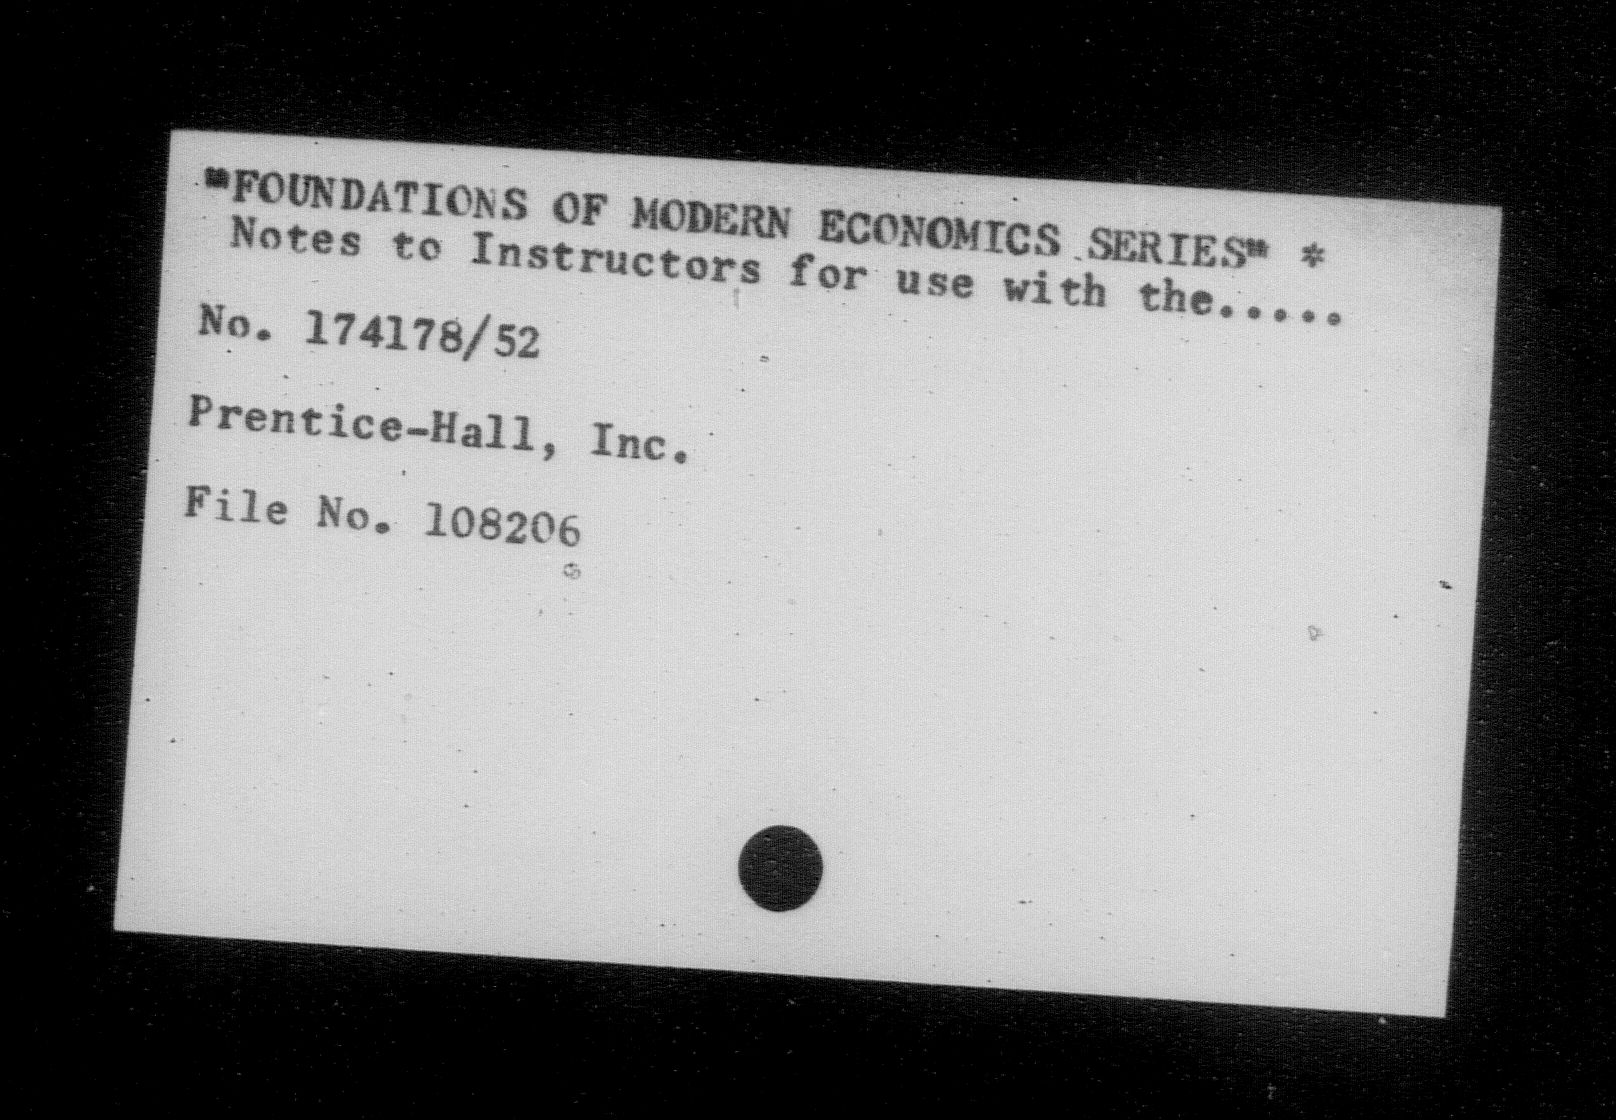 "FOUNDATIONS OF MODERN ECONOMICS SERIES" *
Notes to Instructors for use with the.....
No. 174178/52
Prentice-Hall, Inc.
File No. 108206